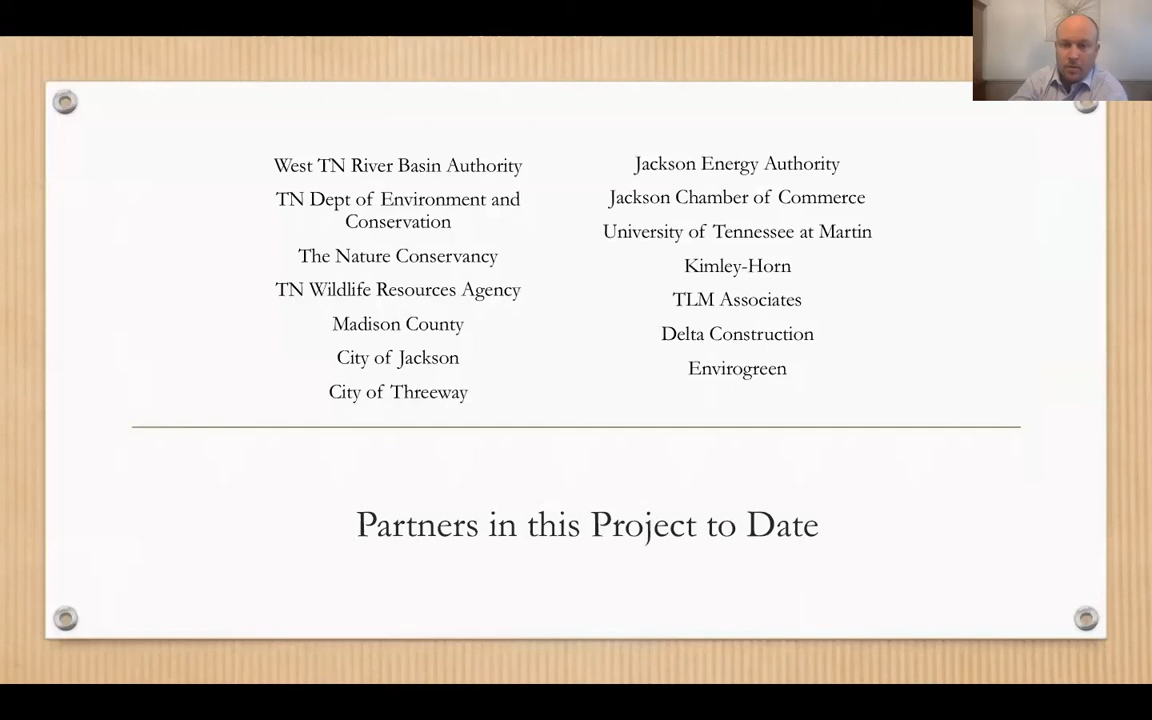 West TN River Basin Authority
TN Dept of Environment and
Conservation
The Nature Conservancy
TN Wildlife Resources Agency
Madison County
City of Jackson
City of Threeway
Jackson Energy Authority
Jackson Chamber of Commerce
University of Tennessee at Martin
Kimley-Horn
TLM Associates
Delta Construction
Envirogreen
Partners in this Project to Date